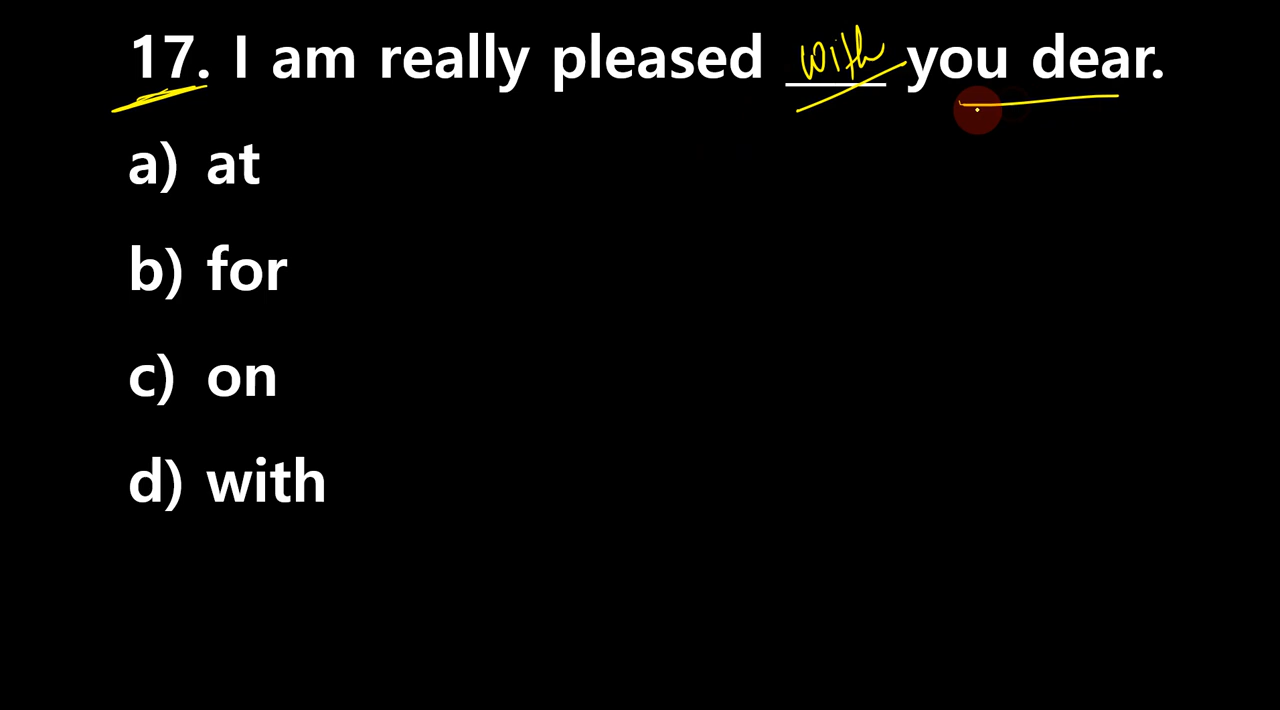 17. I am really pleased with you dear.
a) at
b) for
c) on
d) with